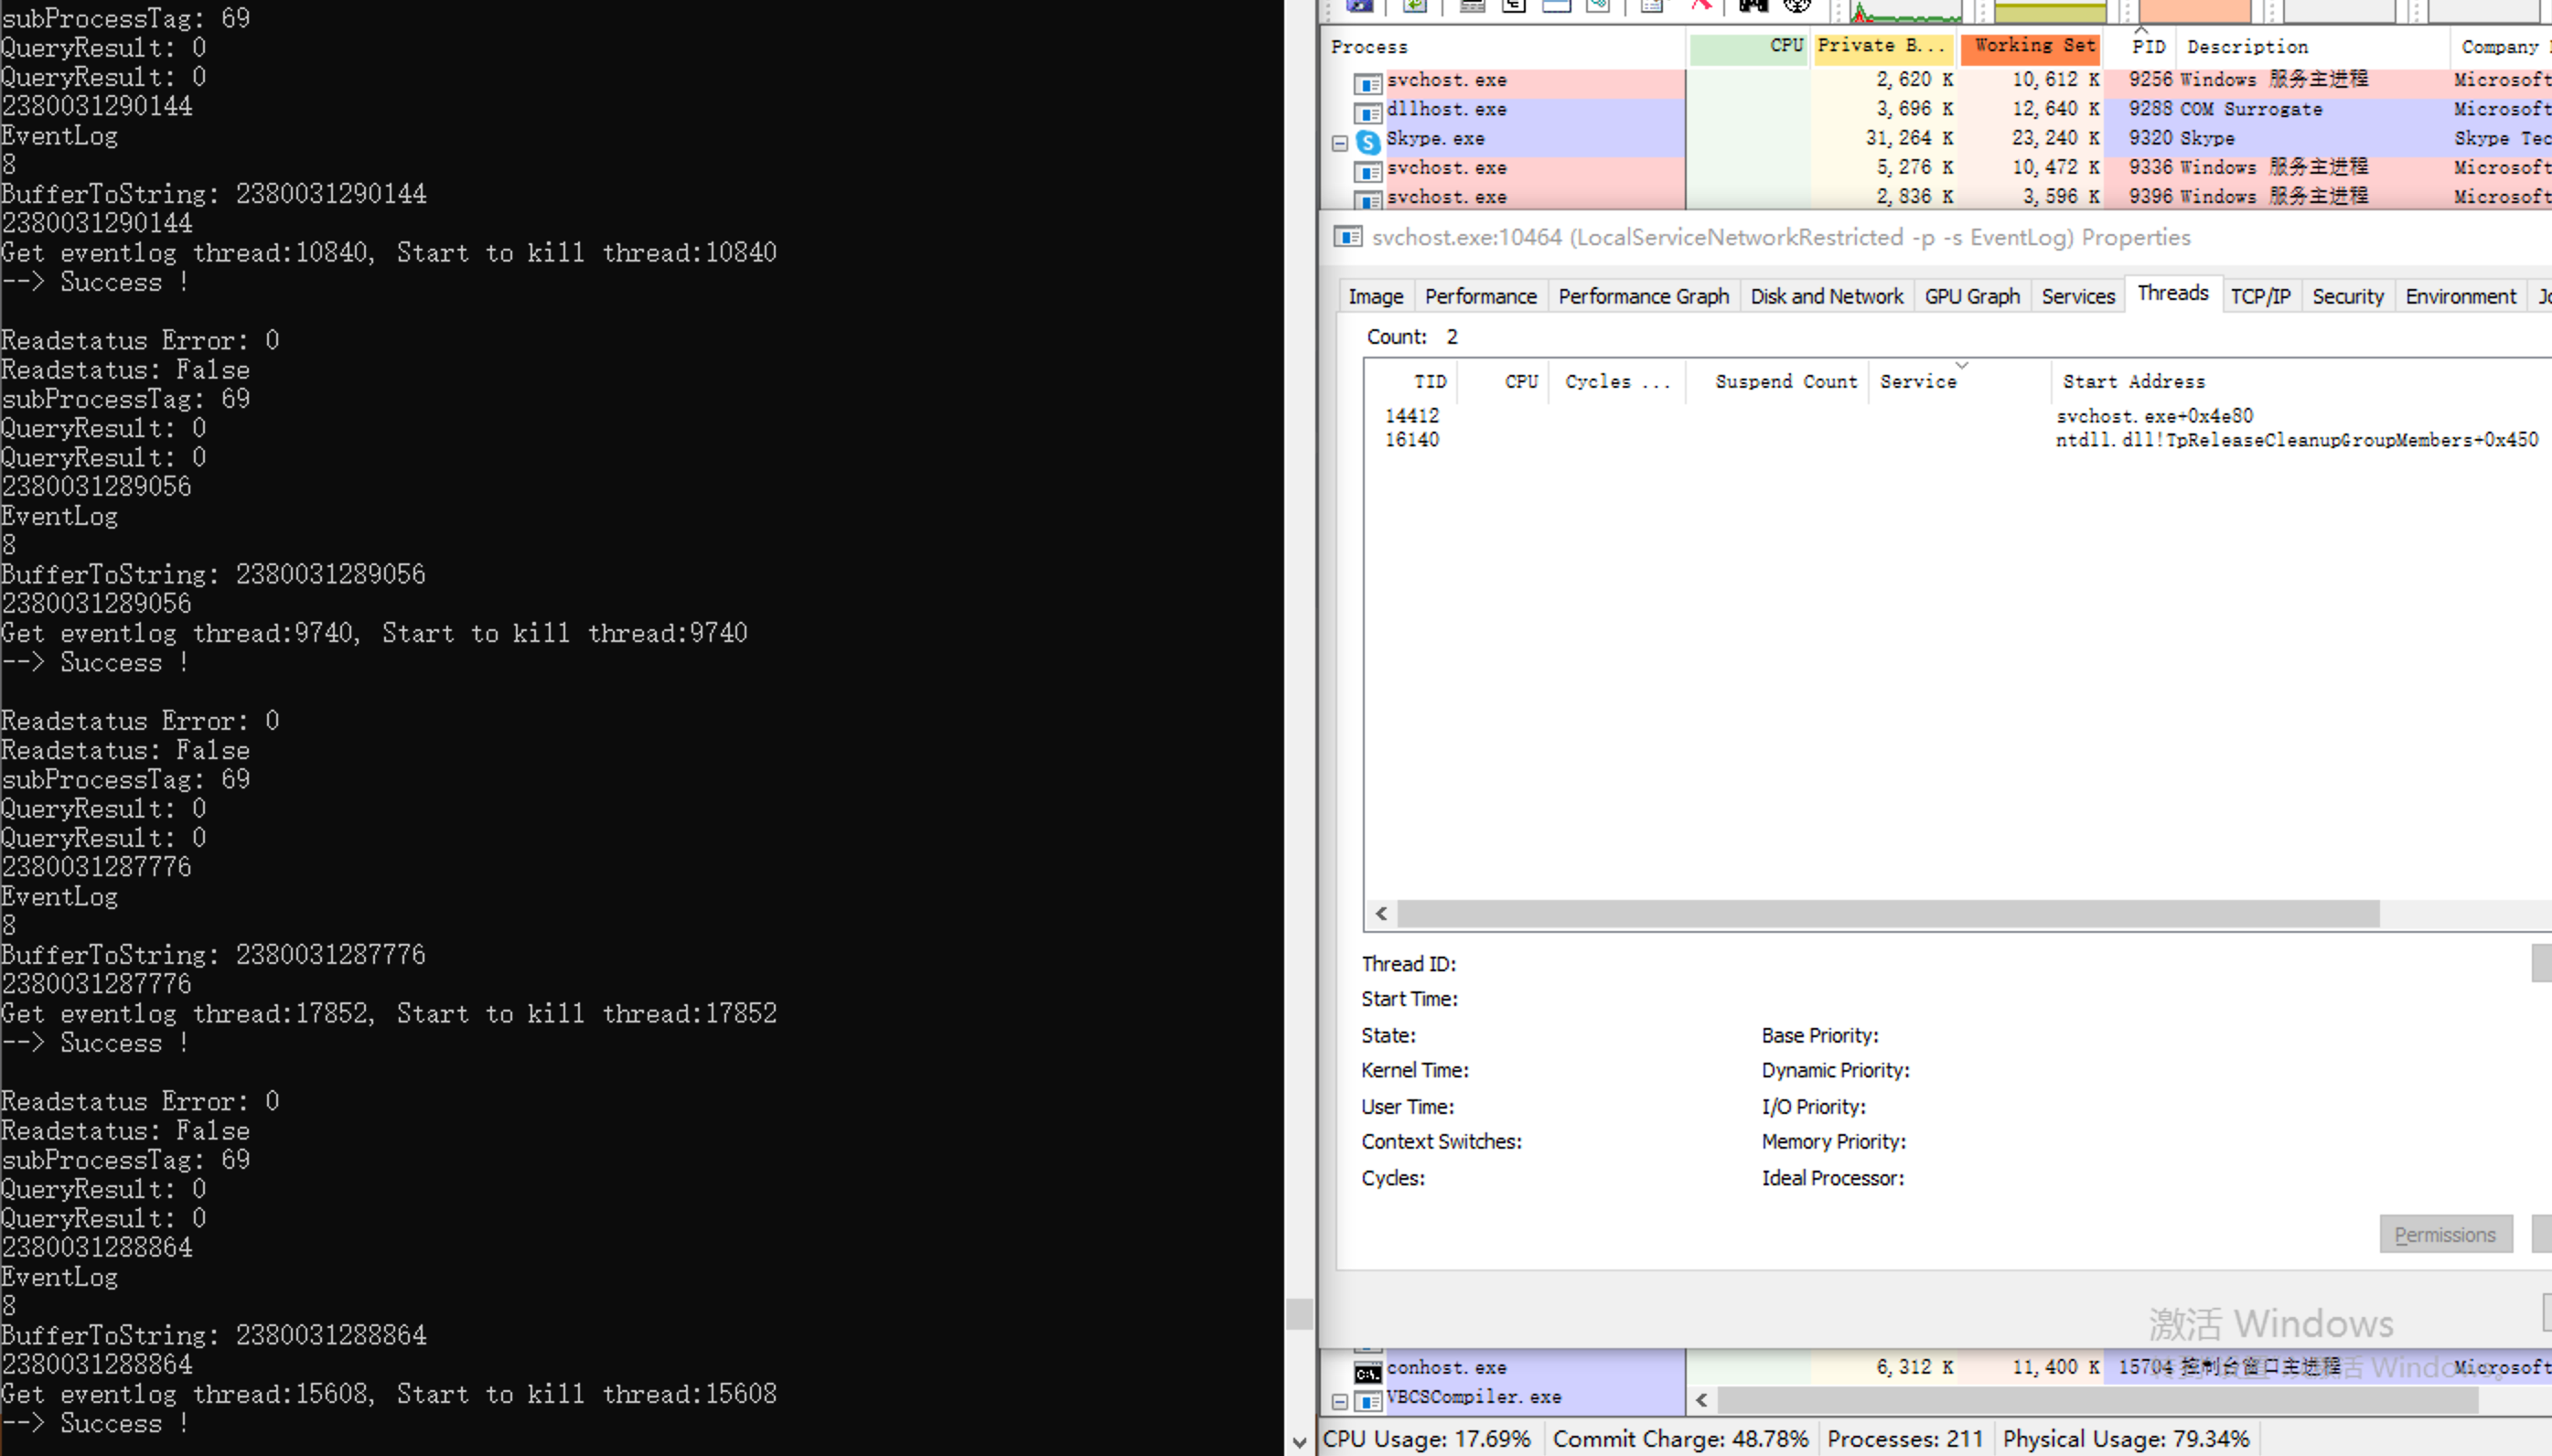 subProcessTag: 69
QueryResult: 0
QueryResult: 0
2380031290144
EventLog
8
BufferToString: 2380031290144
2380031290144
Get eventlog thread:10840, Start to kill thread:10840
--> Success !
Readstatus Error: 0
Readstatus: False
subProcessTag: 69
QueryResult: 0
QueryResult: 0
2380031289056
EventLog
8
BufferToString: 2380031289056
2380031289056
Get eventlog thread:9740, Start to kill thread:9740
--> Success !
Readstatus Error: 0
Readstatus: False
subProcessTag: 69
QueryResult: 0
QueryResult: 0
2380031287776
EventLog
8
BufferToString: 2380031287776
2380031287776
Get eventlog thread:17852, Start to kill thread:17852
--> Success !
Readstatus Error: 0
Readstatus: False
subProcessTag: 69
QueryResult: 0
QueryResult: 0
2380031288864
EventLog
8
BufferToString: 2380031288864
2380031288864
Get eventlog thread:15608, Start to kill thread:15608
--> Success !
Process CPU Private B... Working Set PID Description Company
svchost.exe 2,620 K 10,612 K 9256 Windows 服务主进程 Microsoft
dllhost.exe 3,696 K 12,640 K 9288 COM Surrogate Microsoft
Skype.exe 31,264 K 23,240 K 9320 Skype Skype Tec
svchost.exe 5,276 K 10,472 K 9336 Windows 服务主进程 Microsoft
svchost.exe 2,836 K 3,596 K 9396 Windows 服务主进程 Microsoft
svchost.exe:10464 (LocalServiceNetworkRestricted -p -s EventLog) Properties
Image Performance Performance Graph Disk and Network GPU Graph Services Threads TCP/IP Security Environment Jo
Count: 2
TID CPU Cycles ... Suspend Count Service Start Address
14412 svchost.exe+0x4e80
16140 ntdll.dll!TpReleaseCleanupGroupMembers+0x450
Thread ID:
Start Time:
State: Base Priority:
Kernel Time: Dynamic Priority:
User Time: I/O Priority:
Context Switches: Memory Priority:
Cycles: Ideal Processor:
Permissions
激活 Windows
conhost.exe 6,312 K 11,400 K 15704 控制台窗口主进程 Microsoft
VBCSCompiler.exe
CPU Usage: 17.69% Commit Charge: 48.78% Processes: 211 Physical Usage: 79.34%